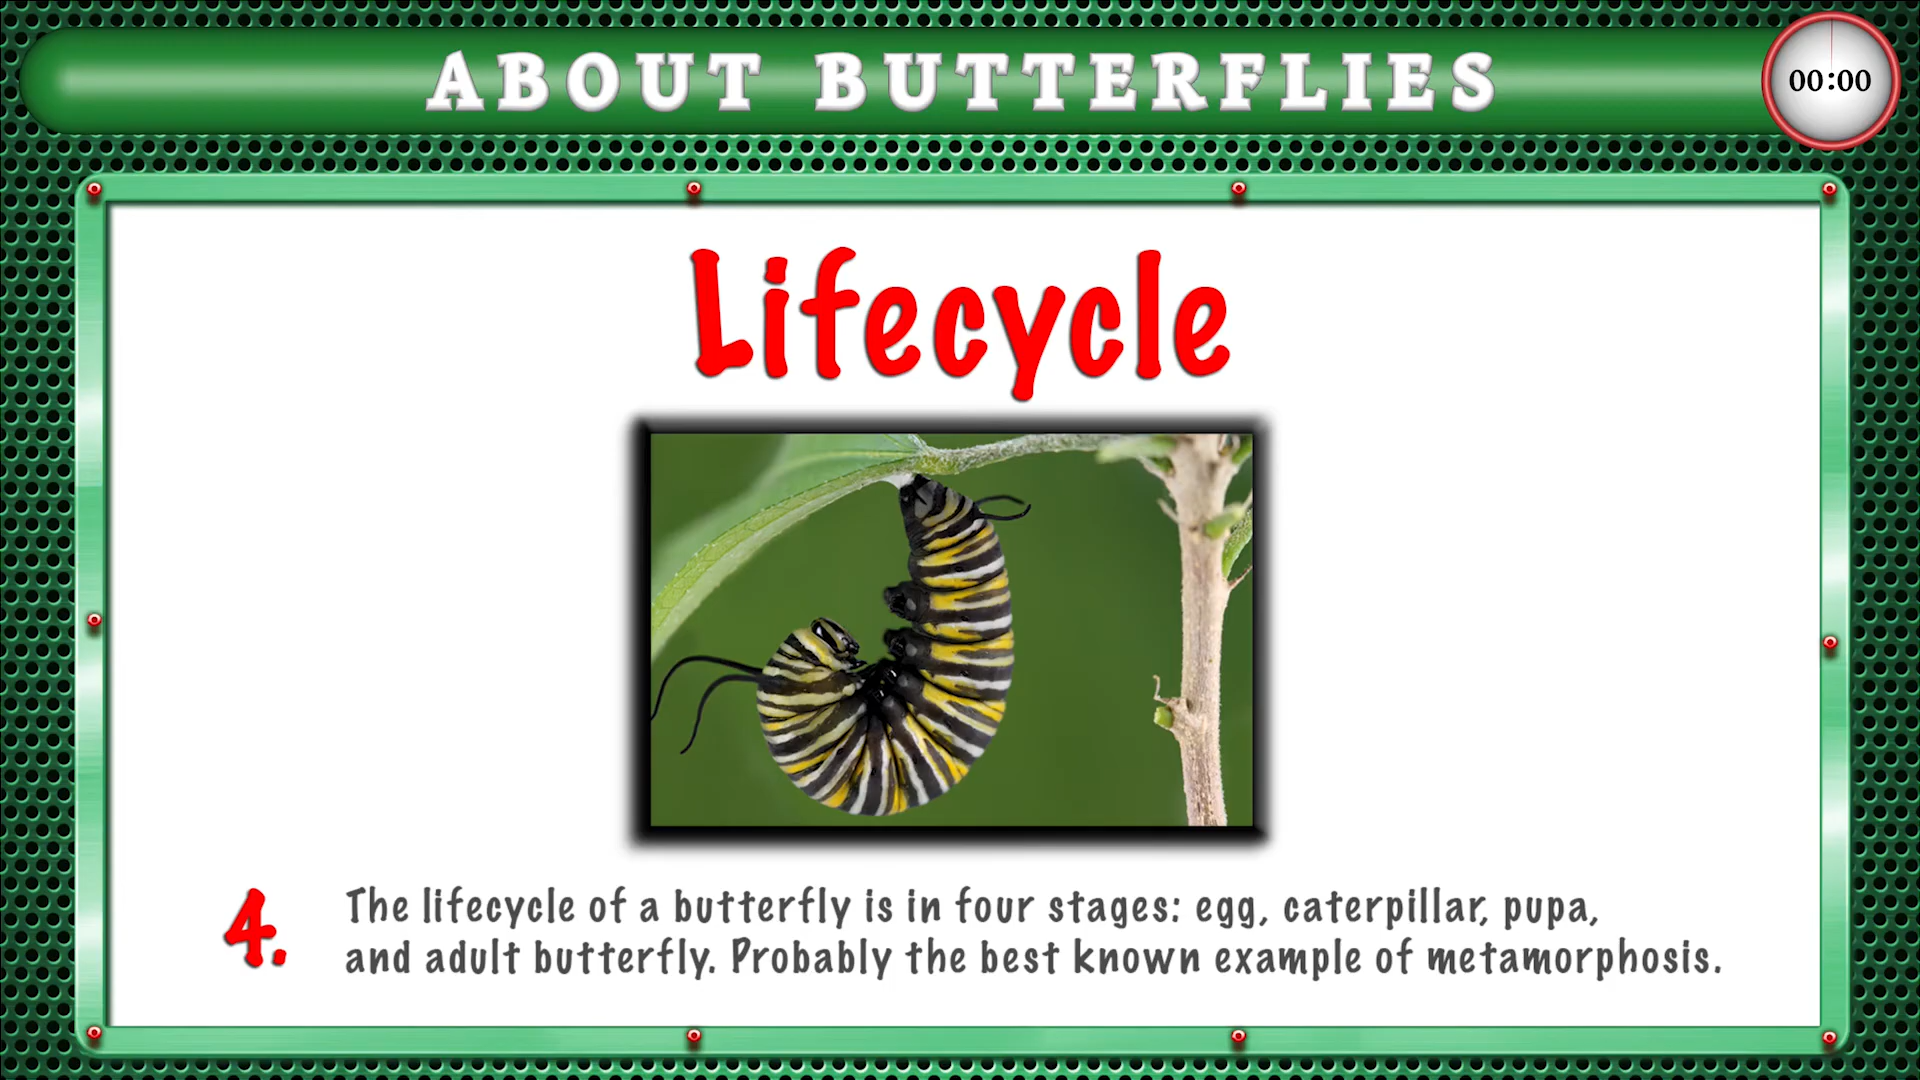 ABOUT BUTTERFLIES
00:00
Lifecycle
4.
The lifecycle of a butterfly is in four stages: egg, caterpillar, pupa,
and adult butterfly. Probably the best known example of metamorphosis.